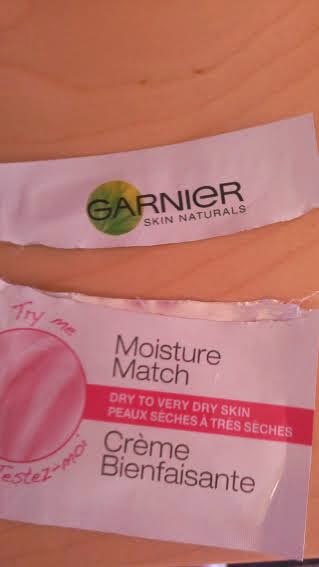 GARNIER
SKIN NATURALS
Try me
Moisture
Match
DRY TO VERY DRY SKIN
PEAUX SÈCHES À TRÈS SÈCHES
Testez-moi
Crème
Bienfaisante